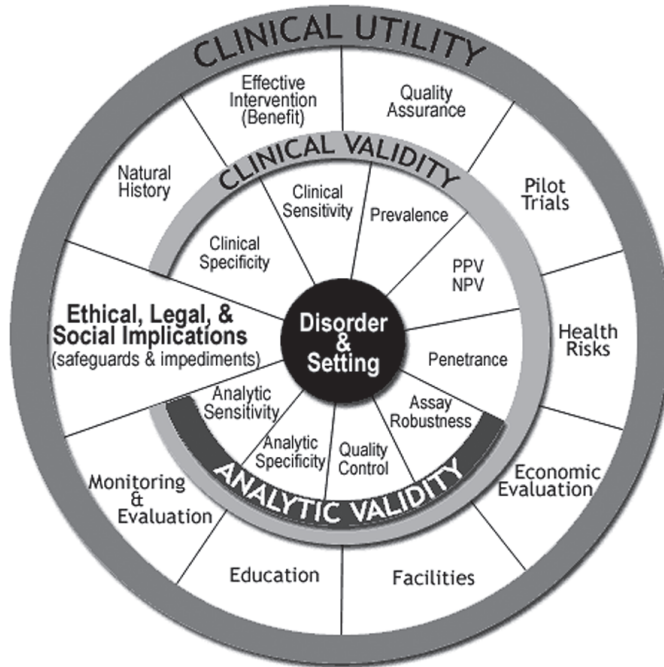 CLINICAL UTILITY
Effective
Intervention
(Benefit)
Quality
Assurance
Natural
History
CLINICAL VALIDITY
Pilot
Trials
Clinical
Sensitivity
Prevalence
Clinical
Specificity
PPV
NPV
Ethical, Legal, &
Social Implications
(safeguards & impediments)
Disorder
&
Setting
Health
Risks
Penetrance
Analytic
Sensitivity
Assay
Robustness
Analytic
Specificity
Quality
Control
ANALYTIC VALIDITY
Monitoring
&
Evaluation
Economic
Evaluation
Education
Facilities